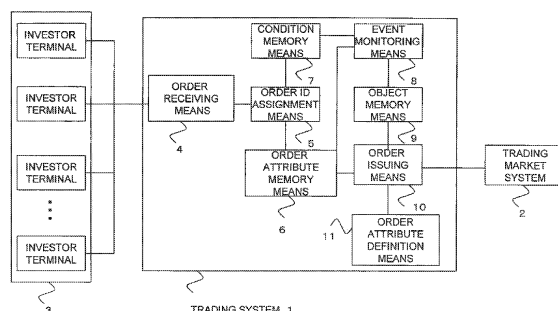 INVESTOR
TERMINAL
INVESTOR
TERMINAL
INVESTOR
TERMINAL
INVESTOR
TERMINAL
3
ORDER
RECEIVING
MEANS
4
CONDITION
MEMORY
MEANS
7
ORDER ID
ASSIGNMENT
MEANS
5
ORDER
ATTRIBUTE
MEMORY
MEANS
6
EVENT
MONITORING
MEANS
8
OBJECT
MEMORY
MEANS
9
ORDER
ISSUING
MEANS
10
11
ORDER
ATTRIBUTE
DEFINITION
MEANS
TRADING
MARKET
SYSTEM
2
TRADING SYSTEM 1